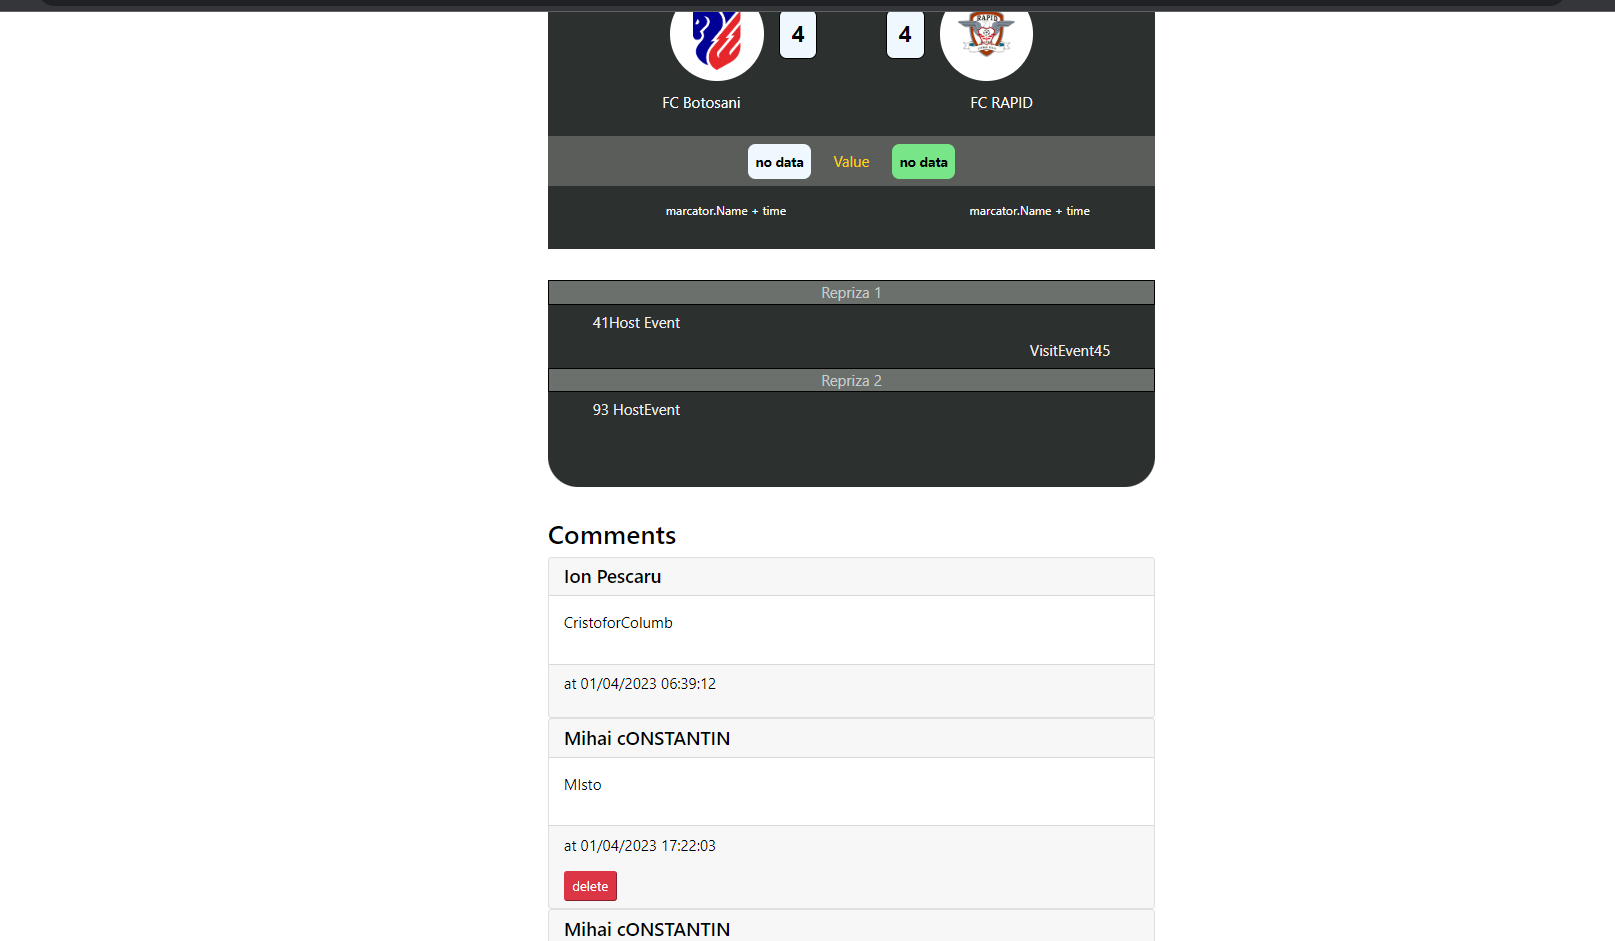 RAPID
4 4
FC Botosani FC RAPID
no data Value no data
marcator.Name + time marcator.Name + time
Repriza 1
41Host Event
VisitEvent45
Repriza 2
93 HostEvent
Comments
Ion Pescaru
CristoforColumb
at 01/04/2023 06:39:12
Mihai cONSTANTIN
MIsto
at 01/04/2023 17:22:03
delete
Mihai cONSTANTIN